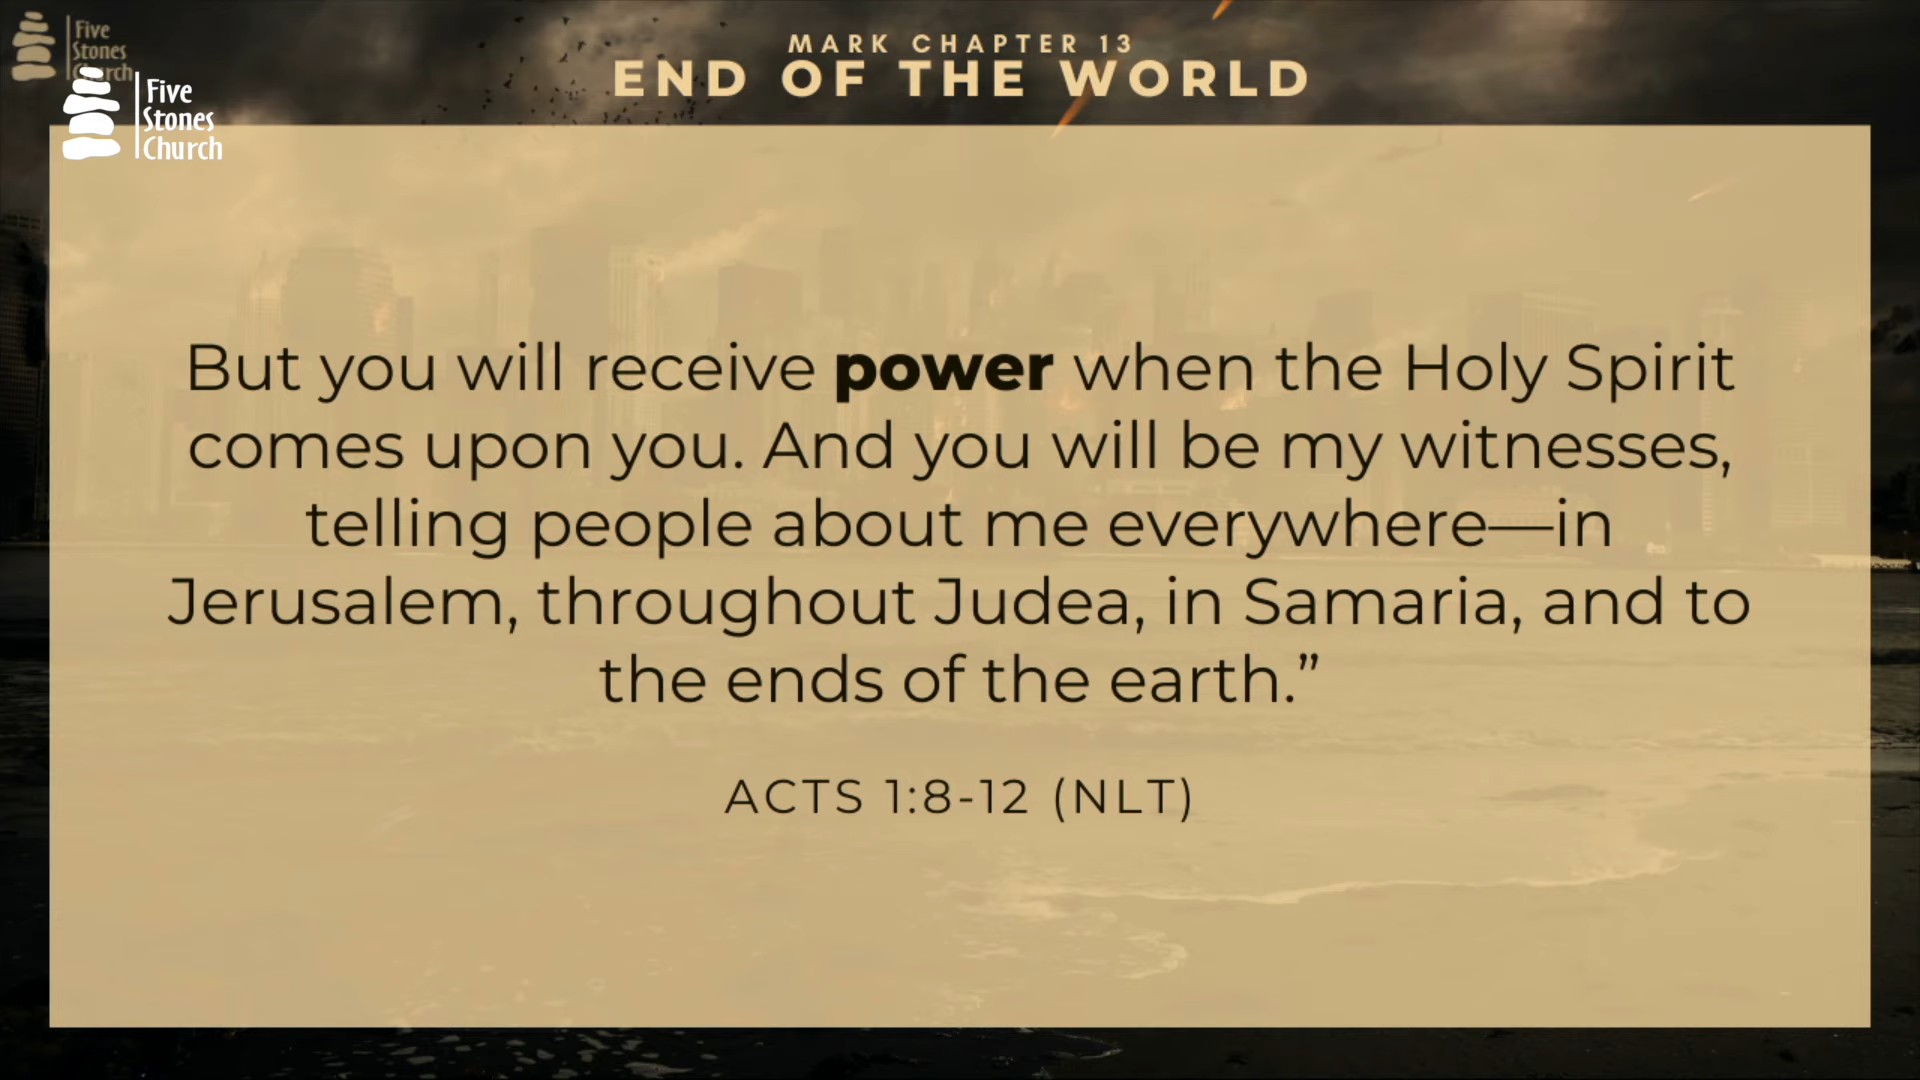 Five
Stones
Church
Five
Stones
Church
MARK CHAPTER 13
END OF THE WORLD
But you will receive power when the Holy Spirit
comes upon you. And you will be my witnesses,
telling people about me everywhere—in
Jerusalem, throughout Judea, in Samaria, and to
the ends of the earth.”
ACTS 1:8-12 (NLT)